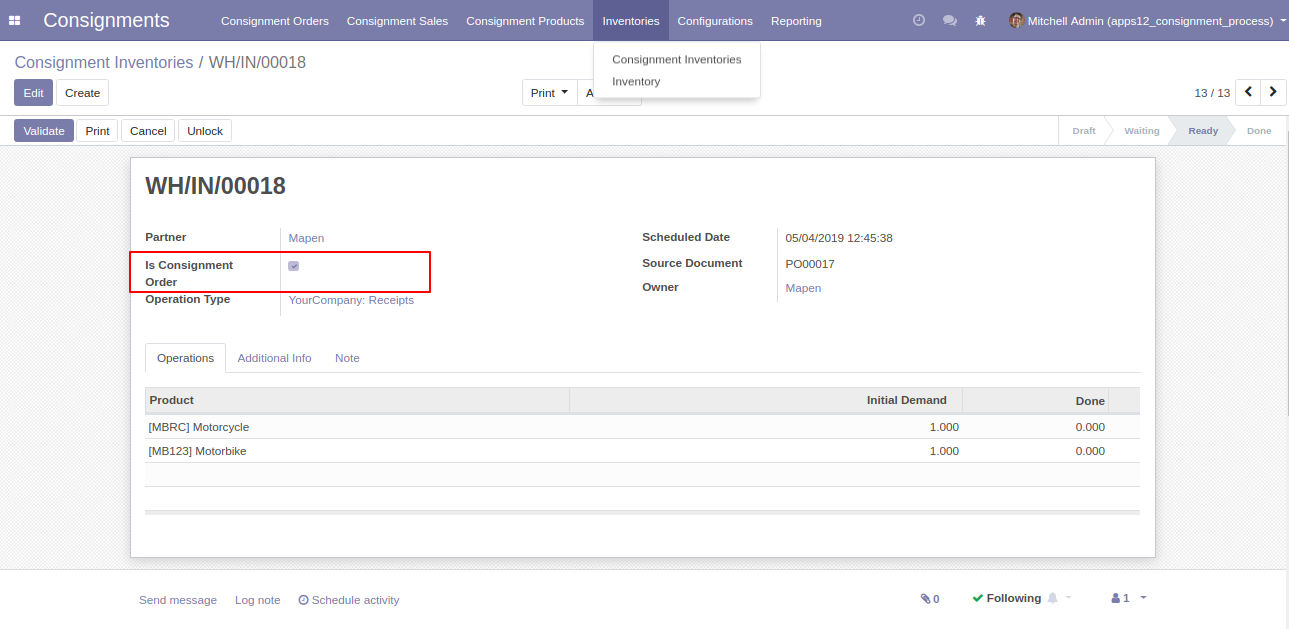 Consignments Consignment Orders Consignment Sales Consignment Products Inventories Configurations Reporting Mitchell Admin (apps12_consignment_process)
Consignment Inventories
Inventory
Consignment Inventories / WH/IN/00018
Edit Create Print A 13 / 13
Validate Print Cancel Unlock Draft Waiting Ready Done
WH/IN/00018
Partner Mapen Scheduled Date 05/04/2019 12:45:38
Is Consignment Order Source Document PO00017
Operation Type YourCompany: Receipts Owner Mapen
Operations Additional Info Note
Product Initial Demand Done
[MBRC] Motorcycle 1.000 0.000
[MB123] Motorbike 1.000 0.000
Send message Log note Schedule activity 0 Following 1